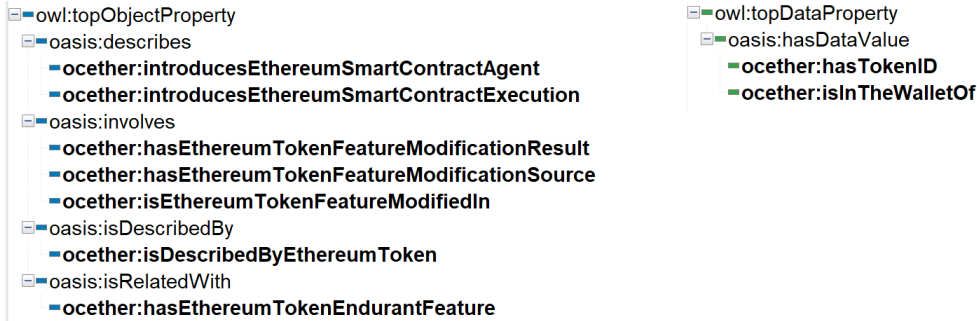 owl:topObjectProperty
oasis:describes
ocether:introducesEthereumSmartContractAgent
ocether:introducesEthereumSmartContractExecution
oasis:involves
ocether:hasEthereumTokenFeatureModificationResult
ocether:hasEthereumTokenFeatureModificationSource
ocether:isEthereumTokenFeatureModifiedIn
oasis:isDescribedBy
ocether:isDescribedByEthereumToken
oasis:isRelatedWith
ocether:hasEthereumTokenEndurantFeature
owl:topDataProperty
oasis:hasDataValue
ocether:hasTokenID
ocether:isInTheWalletOf